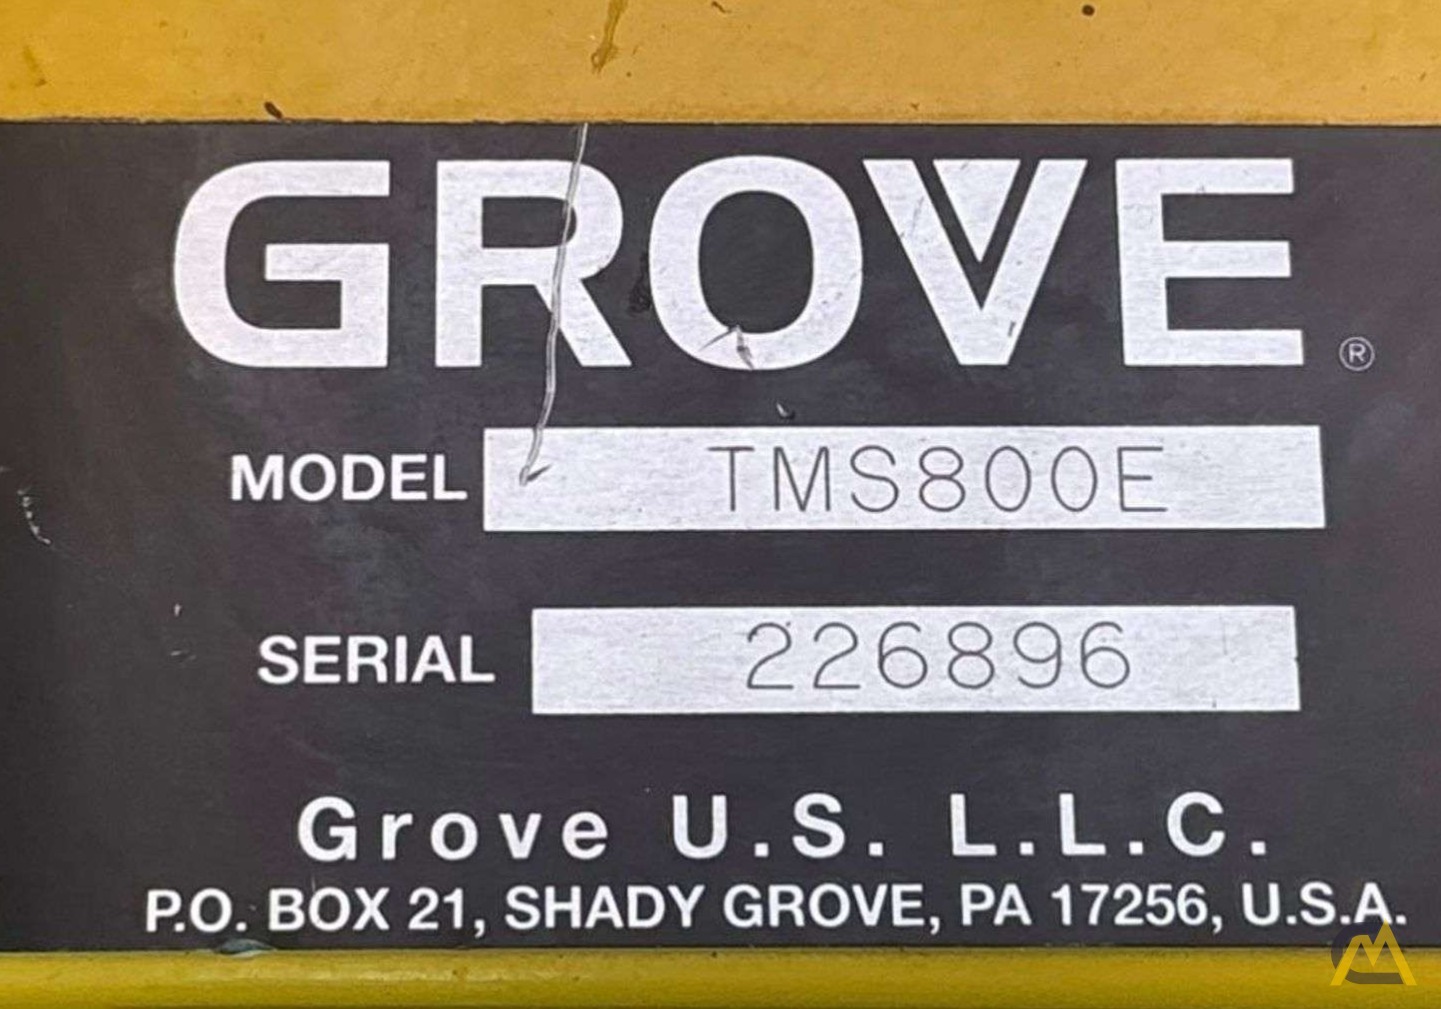 GROVE ®
MODEL TMS800E
SERIAL 226896
Grove U.S. L.L.C.
P.O. BOX 21, SHADY GROVE, PA 17256, U.S.A.